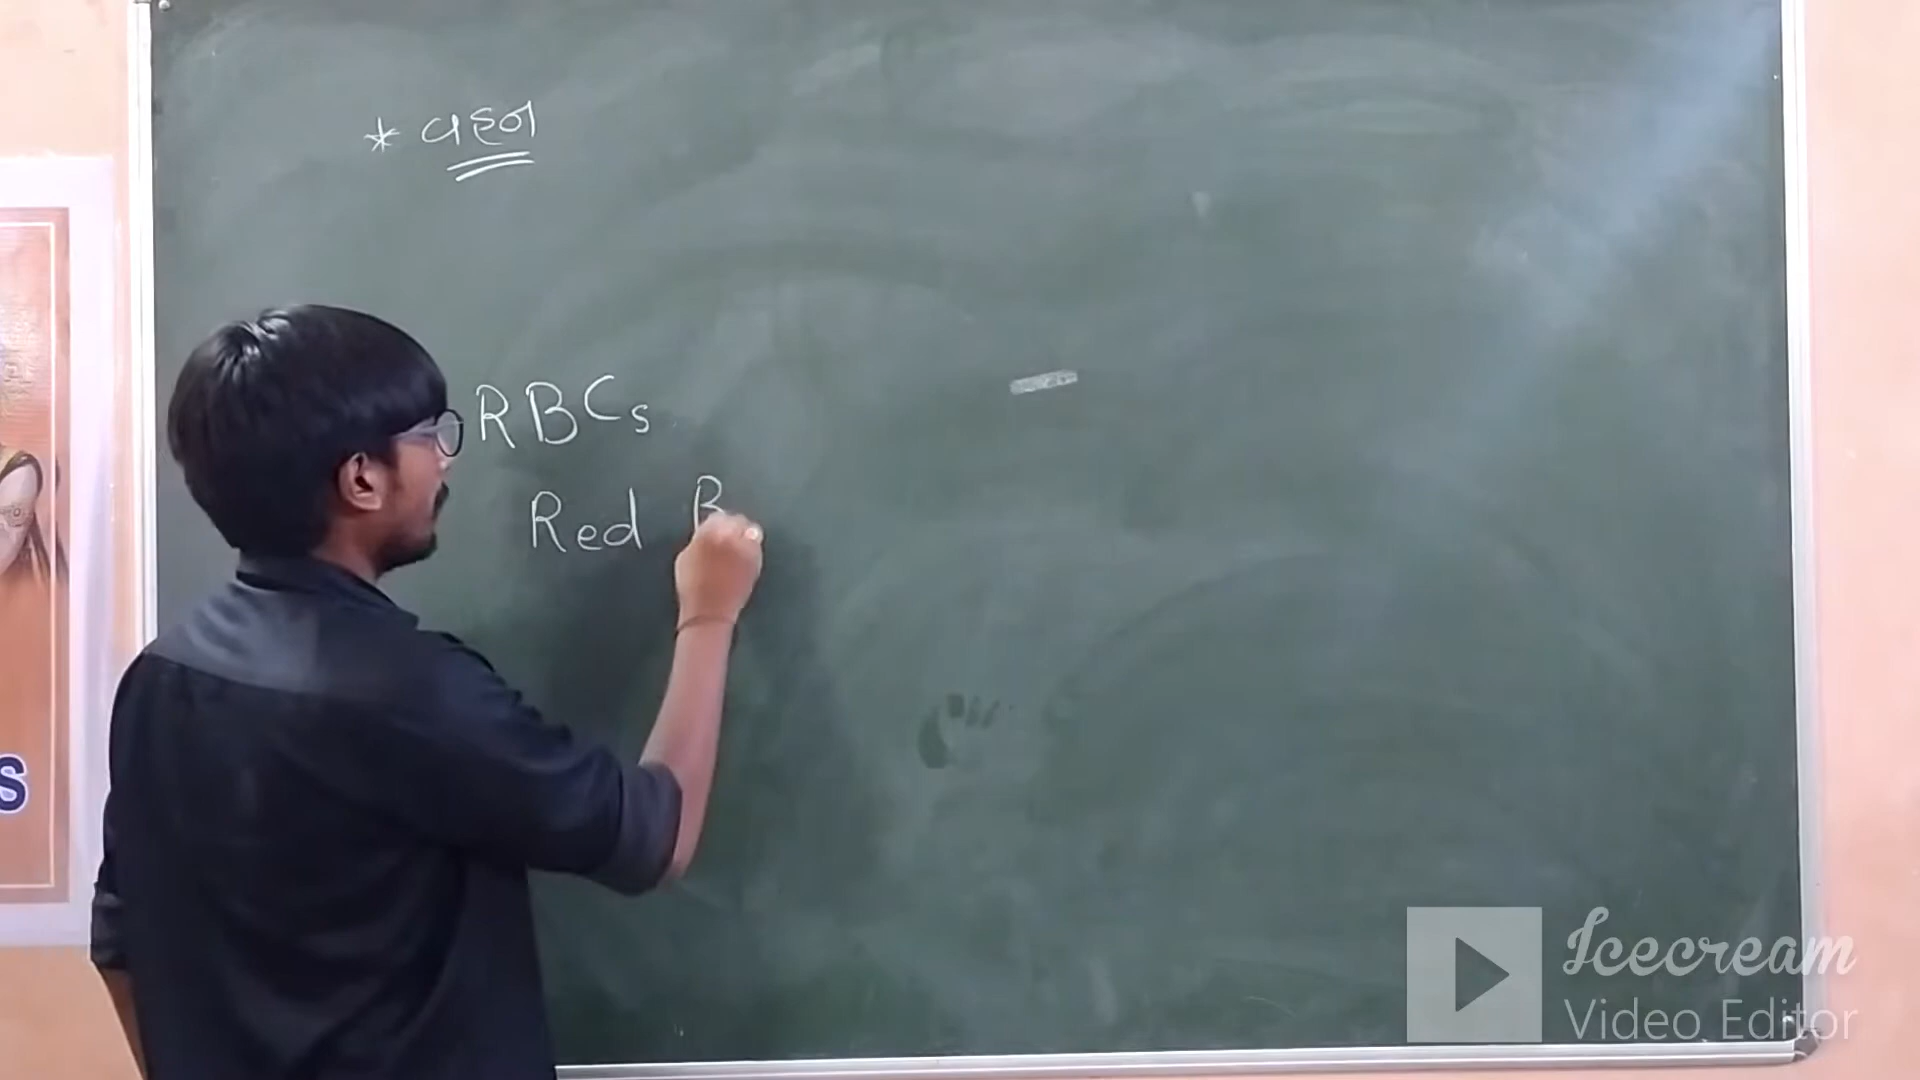 * વહન
RBCs
Red B
S
Icecream
Video Editor